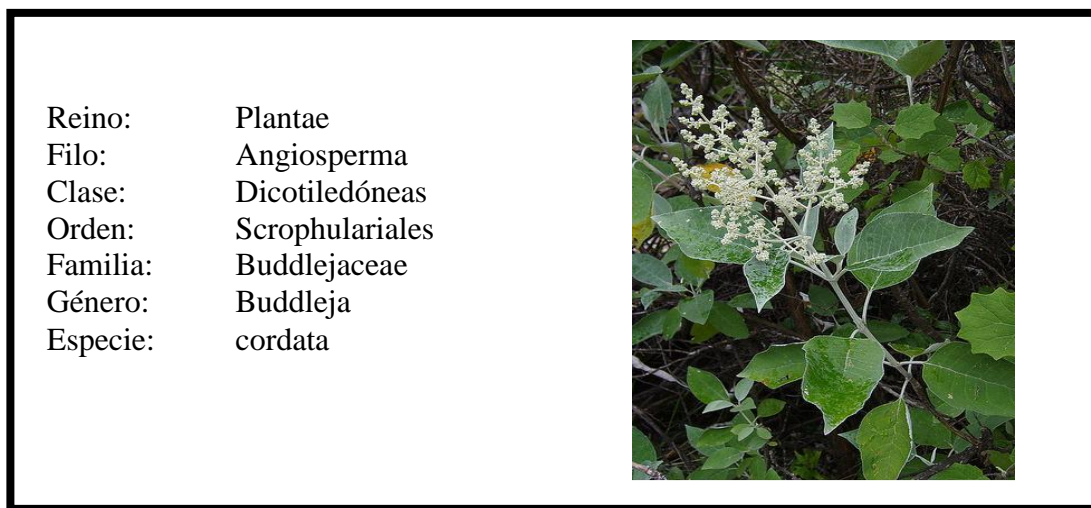 Reino: Plantae
Filo: Angiosperma
Clase: Dicotiledóneas
Orden: Scrophulariales
Familia: Buddlejaceae
Género: Buddleja
Especie: cordata